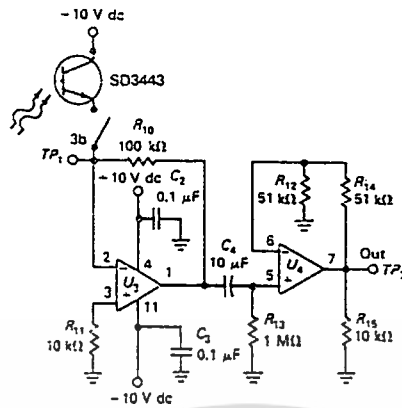 − 10 V dc
SD3443
3b
TP₁
R₁₀
100 kΩ
− 10 V dc
C₂
0.1 µF
2
−
4
U₃
1
3
+
11
R₁₁
10 kΩ
C₃
0.1 µF
− 10 V dc
C₄
10 µF
R₁₂
51 kΩ
R₁₄
51 kΩ
6
−
U₄
7
Out
5
+
R₁₃
1 MΩ
R₁₅
10 kΩ